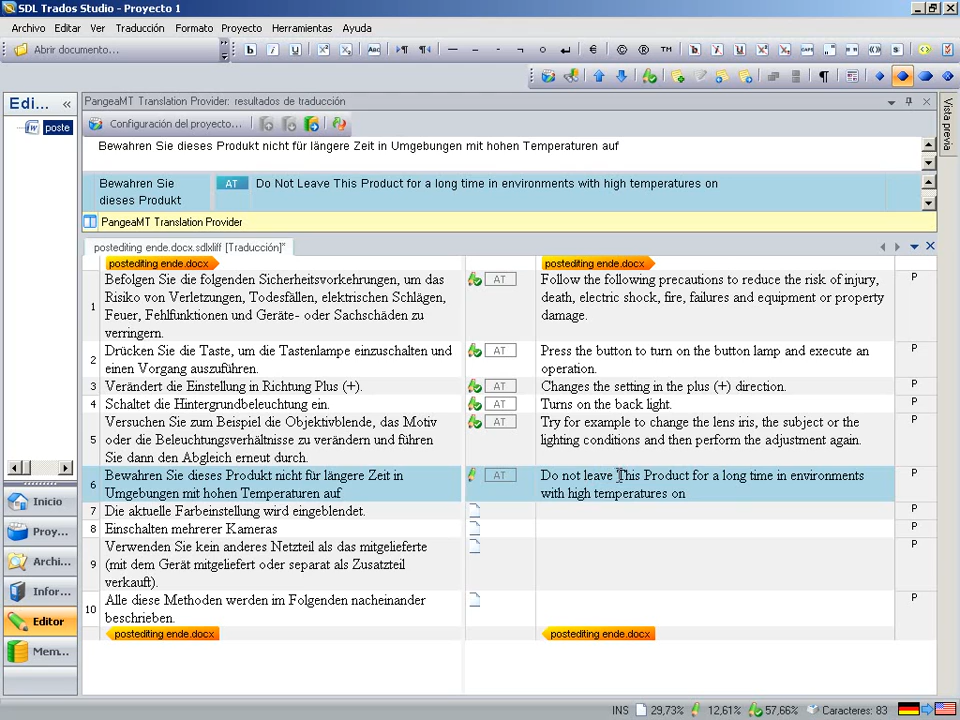 SDL Trados Studio - Proyecto 1
Archivo Editar Ver Traducción Formato Proyecto Herramientas Ayuda
Abrir documento...
Edi... «
PangeaMT Translation Provider: resultados de traducción
Vista previa
poste
Configuración del proyecto...
Bewahren Sie dieses Produkt nicht für längere Zeit in Umgebungen mit hohen Temperaturen auf
Bewahren Sie
dieses Produkt
AT
Do Not Leave This Product for a long time in environments with high temperatures on
PangeaMT Translation Provider
postediting ende.docx.sdlxliff [Traducción]*
postediting ende.docx
postediting ende.docx
1
Befolgen Sie die folgenden Sicherheitsvorkehrungen, um das
Risiko von Verletzungen, Todesfällen, elektrischen Schlägen,
Feuer, Fehlfunktionen und Geräte- oder Sachschäden zu
verringern.
AT
Follow the following precautions to reduce the risk of injury,
death, electric shock, fire, failures and equipment or property
damage.
P
2
Drücken Sie die Taste, um die Tastenlampe einzuschalten und
einen Vorgang auszuführen.
AT
Press the button to turn on the button lamp and execute an
operation.
P
3
Verändert die Einstellung in Richtung Plus (+).
AT
Changes the setting in the plus (+) direction.
P
4
Schaltet die Hintergrundbeleuchtung ein.
AT
Turns on the back light.
P
5
Versuchen Sie zum Beispiel die Objektivblende, das Motiv
oder die Beleuchtungsverhältnisse zu verändern und führen
Sie dann den Abgleich erneut durch.
AT
Try for example to change the lens iris, the subject or the
lighting conditions and then perform the adjustment again.
P
6
Bewahren Sie dieses Produkt nicht für längere Zeit in
Umgebungen mit hohen Temperaturen auf
AT
Do not leave This Product for a long time in environments
with high temperatures on
P
7
Die aktuelle Farbeinstellung wird eingeblendet.
P
8
Einschalten mehrerer Kameras
P
9
Verwenden Sie kein anderes Netzteil als das mitgelieferte
(mit dem Gerät mitgeliefert oder separat als Zusatzteil
verkauft).
P
10
Alle diese Methoden werden im Folgenden nacheinander
beschrieben.
P
postediting ende.docx
postediting ende.docx
Inicio
Proy...
Archi...
Infor...
Editor
Mem...
INS 29,73% 12,61% 57,66% Caracteres: 83